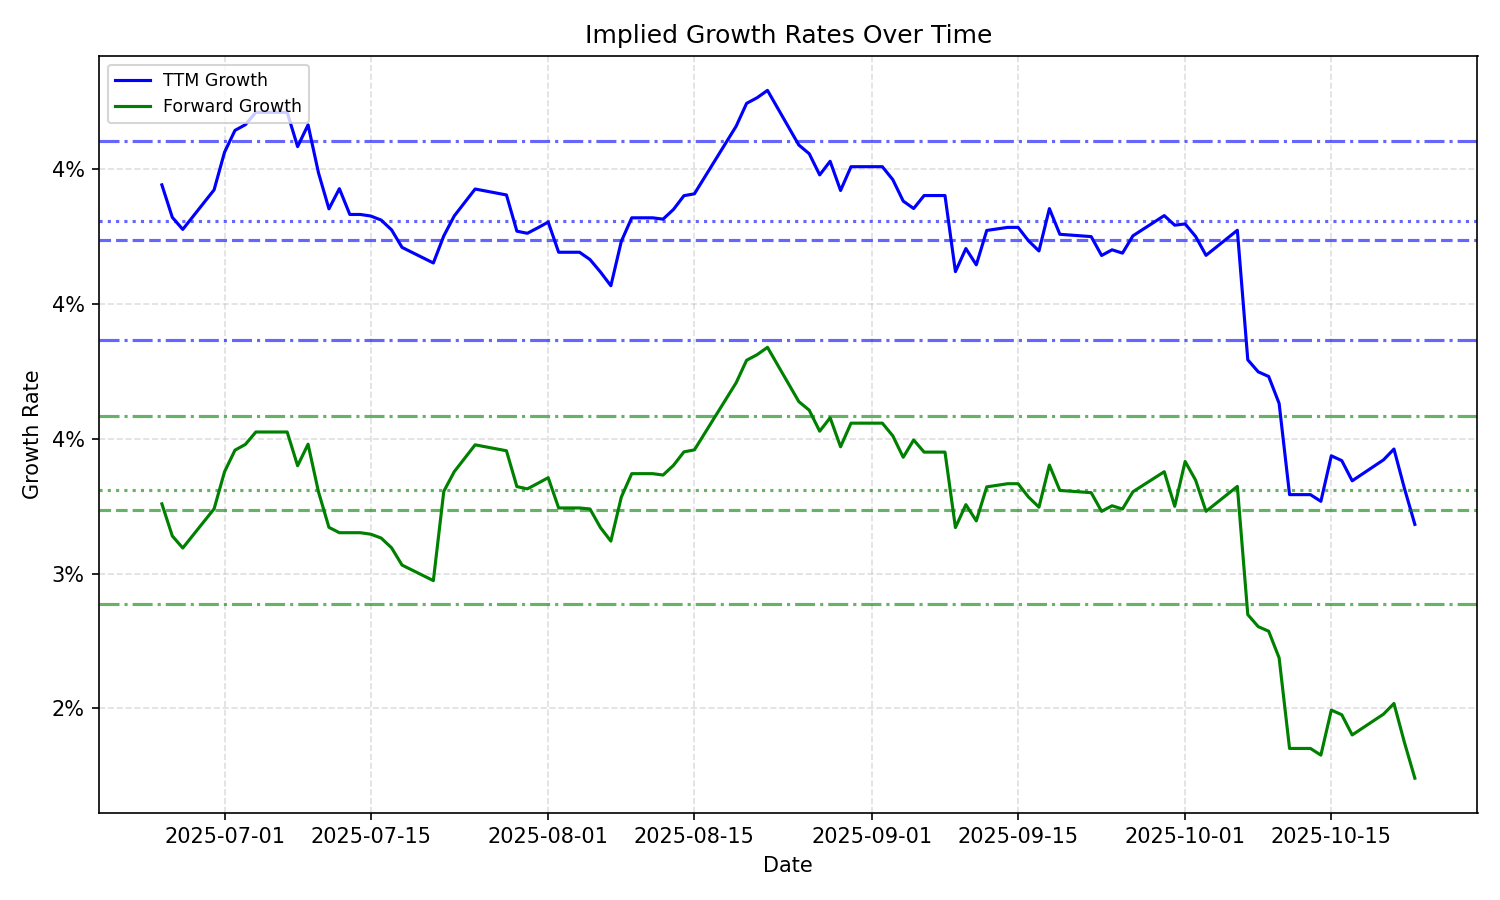 Implied Growth Rates Over Time
TTM Growth
Forward Growth
4%
4%
4%
3%
2%
Growth Rate
2025-07-01
2025-07-15
2025-08-01
2025-08-15
2025-09-01
2025-09-15
2025-10-01
2025-10-15
Date